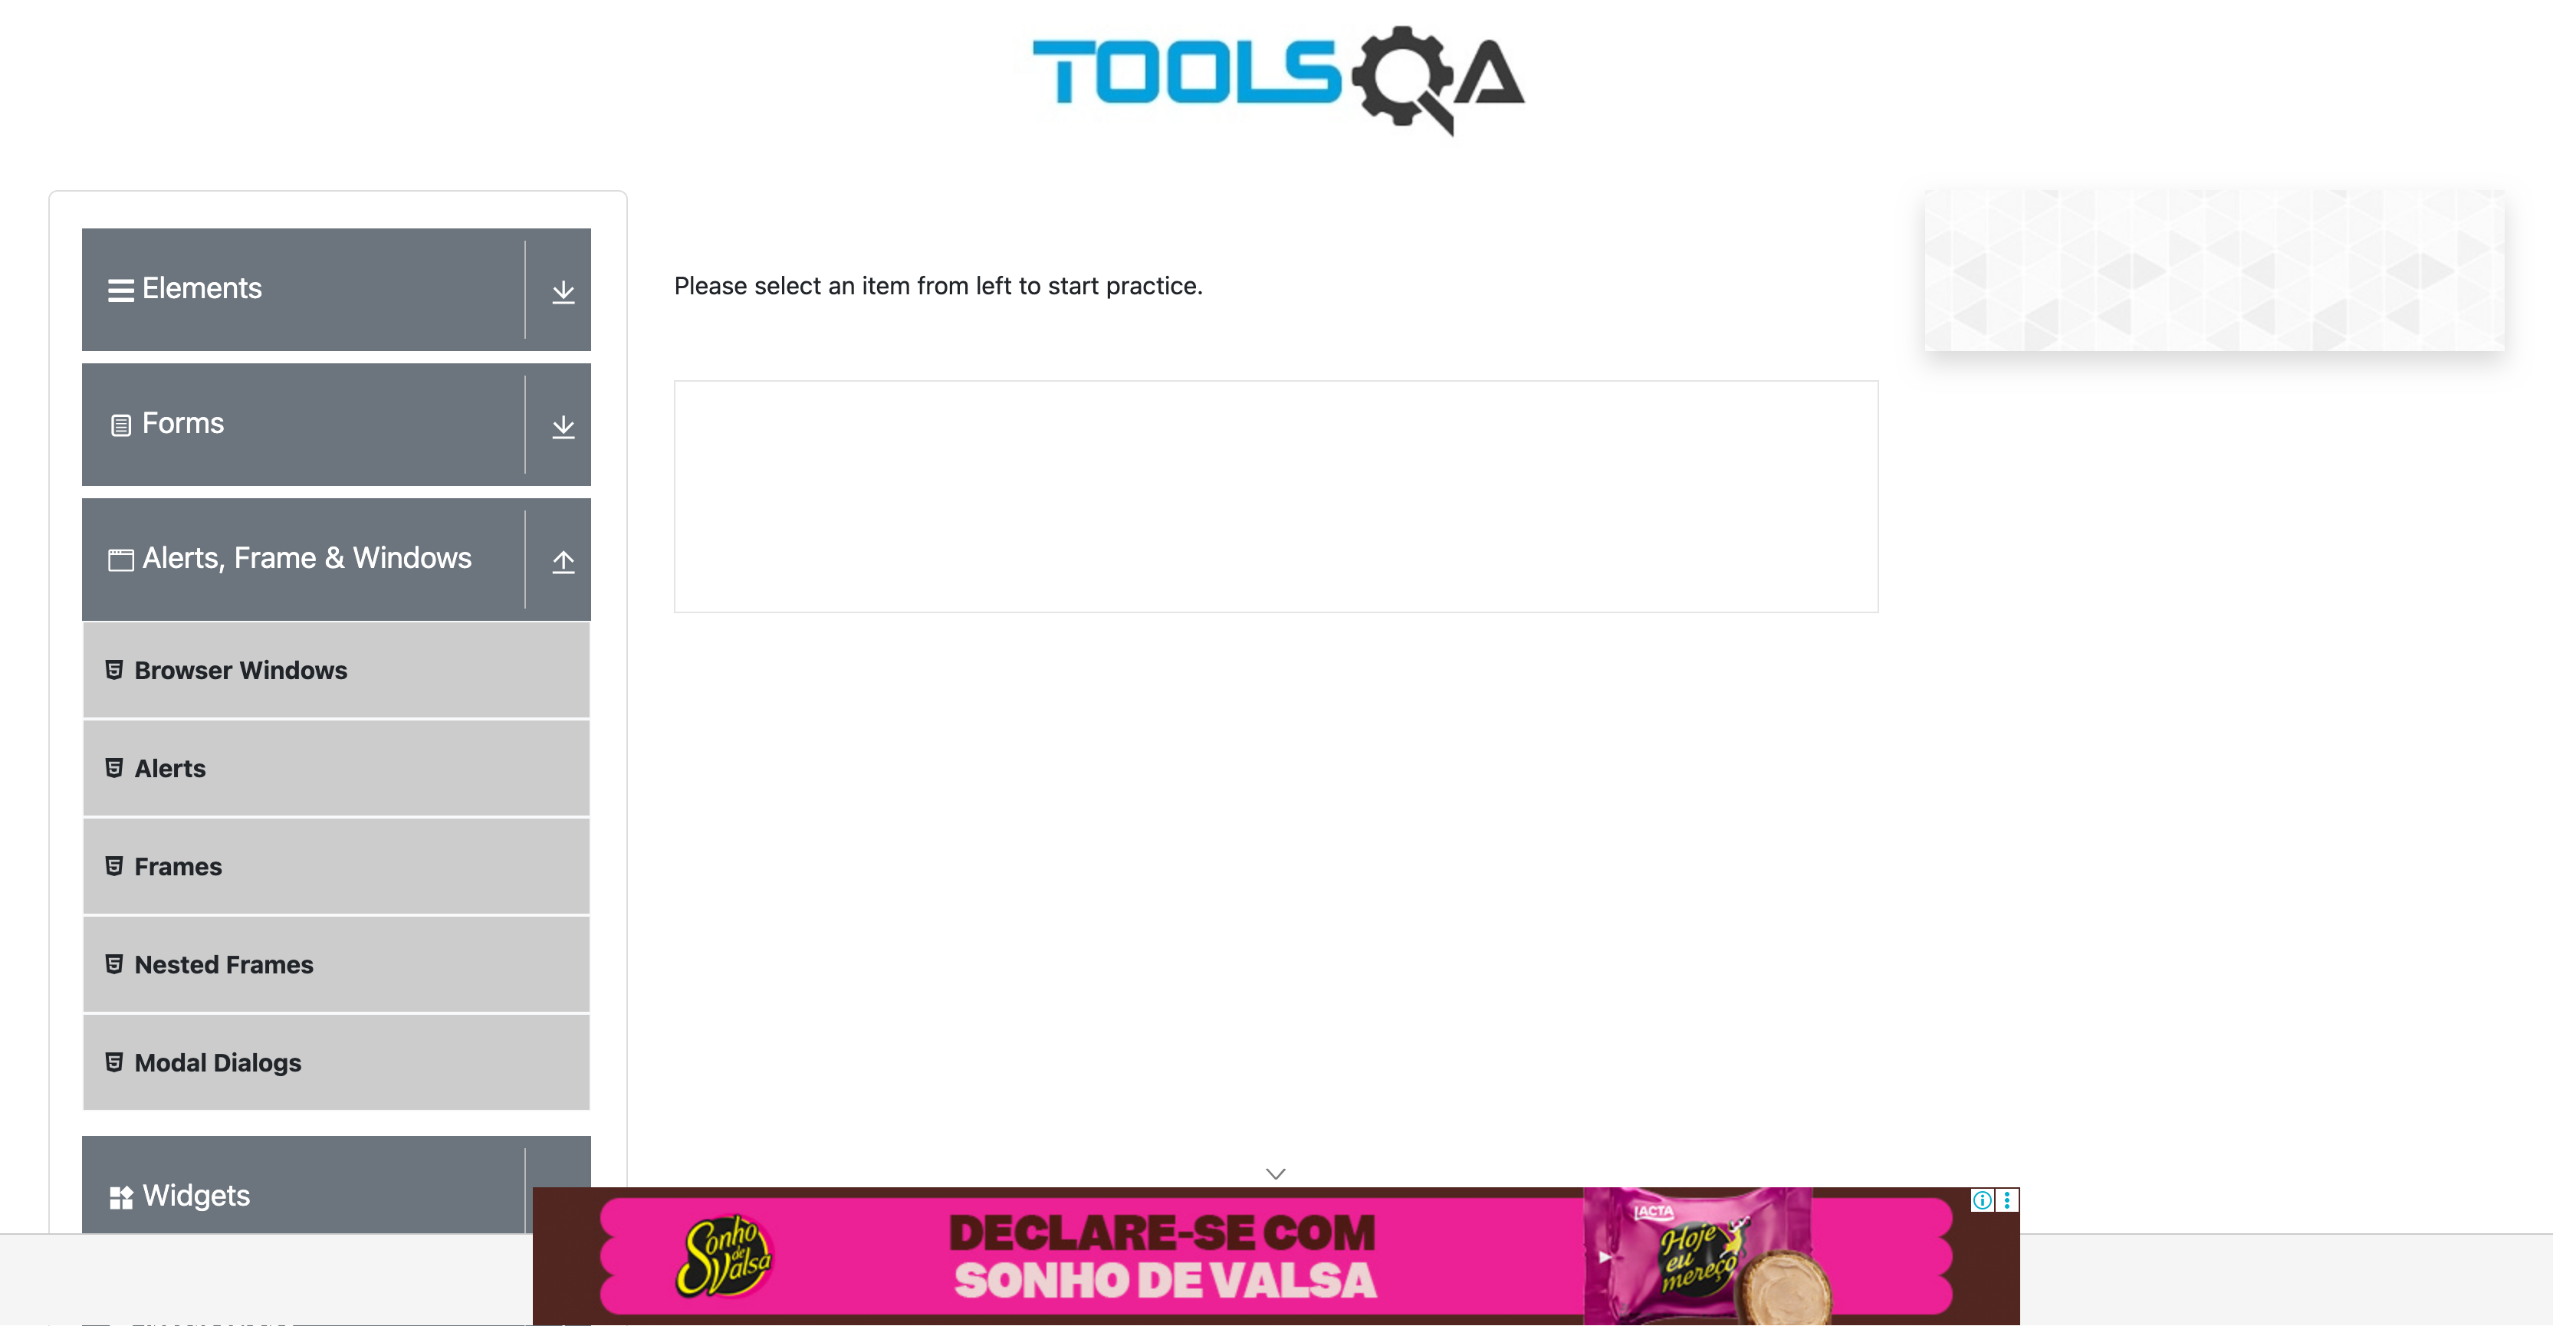 TOOLSQA
Elements
Please select an item from left to start practice.
Forms
Alerts, Frame & Windows
Browser Windows
Alerts
Frames
Nested Frames
Modal Dialogs
Widgets
Sonho
de
Valsa
DECLARE-SE COM
SONHO DE VALSA
LACTA
Hoje
eu
mereço